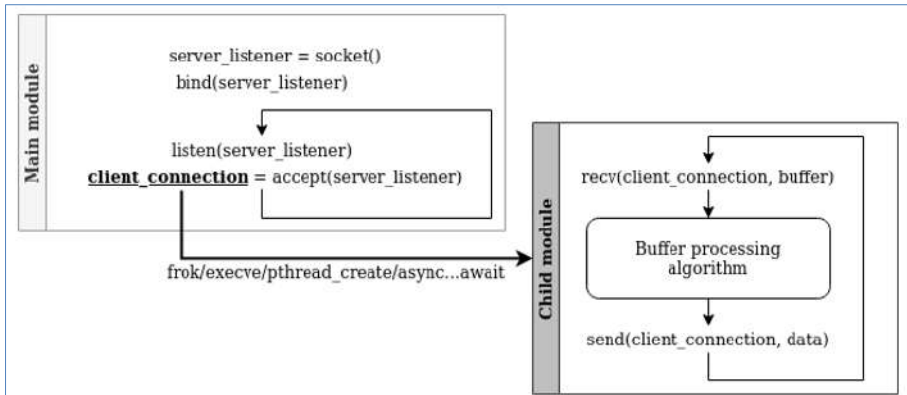 Main module
server_listener = socket()
bind(server_listener)
listen(server_listener)
client_connection = accept(server_listener)
frok/execve/pthread_create/async...await
Child module
recv(client_connection, buffer)
Buffer processing
algorithm
send(client_connection, data)